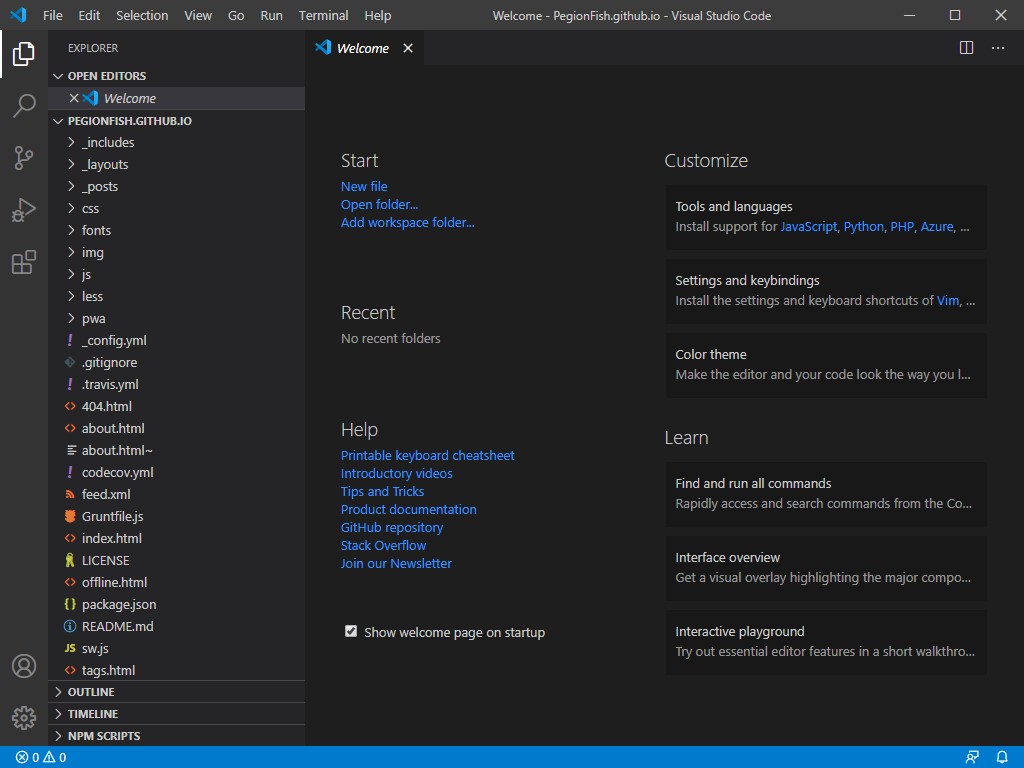 File Edit Selection View Go Run Terminal Help Welcome - PegionFish.github.io - Visual Studio Code
EXPLORER
OPEN EDITORS
Welcome
PEGIONFISH.GITHUB.IO
_includes
_layouts
_posts
css
fonts
img
js
less
pwa
! _config.yml
.gitignore
! .travis.yml
<> 404.html
<> about.html
about.html~
! codecov.yml
feed.xml
Gruntfile.js
<> index.html
LICENSE
<> offline.html
{} package.json
README.md
JS sw.js
<> tags.html
OUTLINE
TIMELINE
NPM SCRIPTS
0 0
Welcome
Start
New file
Open folder...
Add workspace folder...
Recent
No recent folders
Help
Printable keyboard cheatsheet
Introductory videos
Tips and Tricks
Product documentation
GitHub repository
Stack Overflow
Join our Newsletter
Show welcome page on startup
Customize
Tools and languages
Install support for JavaScript, Python, PHP, Azure, ...
Settings and keybindings
Install the settings and keyboard shortcuts of Vim, ...
Color theme
Make the editor and your code look the way you l...
Learn
Find and run all commands
Rapidly access and search commands from the Co...
Interface overview
Get a visual overlay highlighting the major compo...
Interactive playground
Try out essential editor features in a short walkthro...